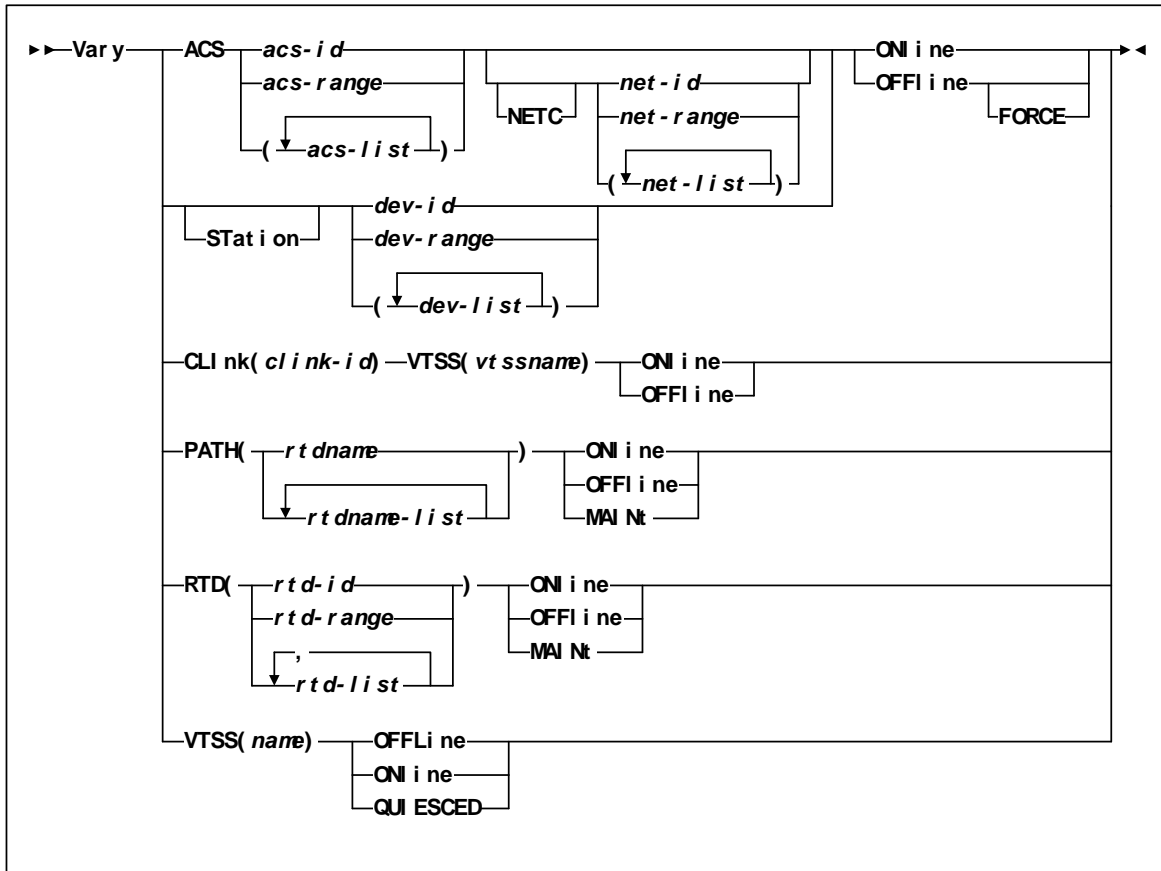 Vary ACS acs-id ONline
acs-range net-id OFFline
NETC net-range FORCE
( acs-list )
( net-list )
dev-id
STation dev-range
( dev-list )
CLInk(clink-id) VTSS(vtssname) ONline
OFFline
PATH( rtdname ) ONline
OFFline
rtdname-list MAINt
RTD( rtd-id ) ONline
rtd-range OFFline
, MAINt
rtd-list
VTSS(name) OFFLine
ONline
QUIESCED